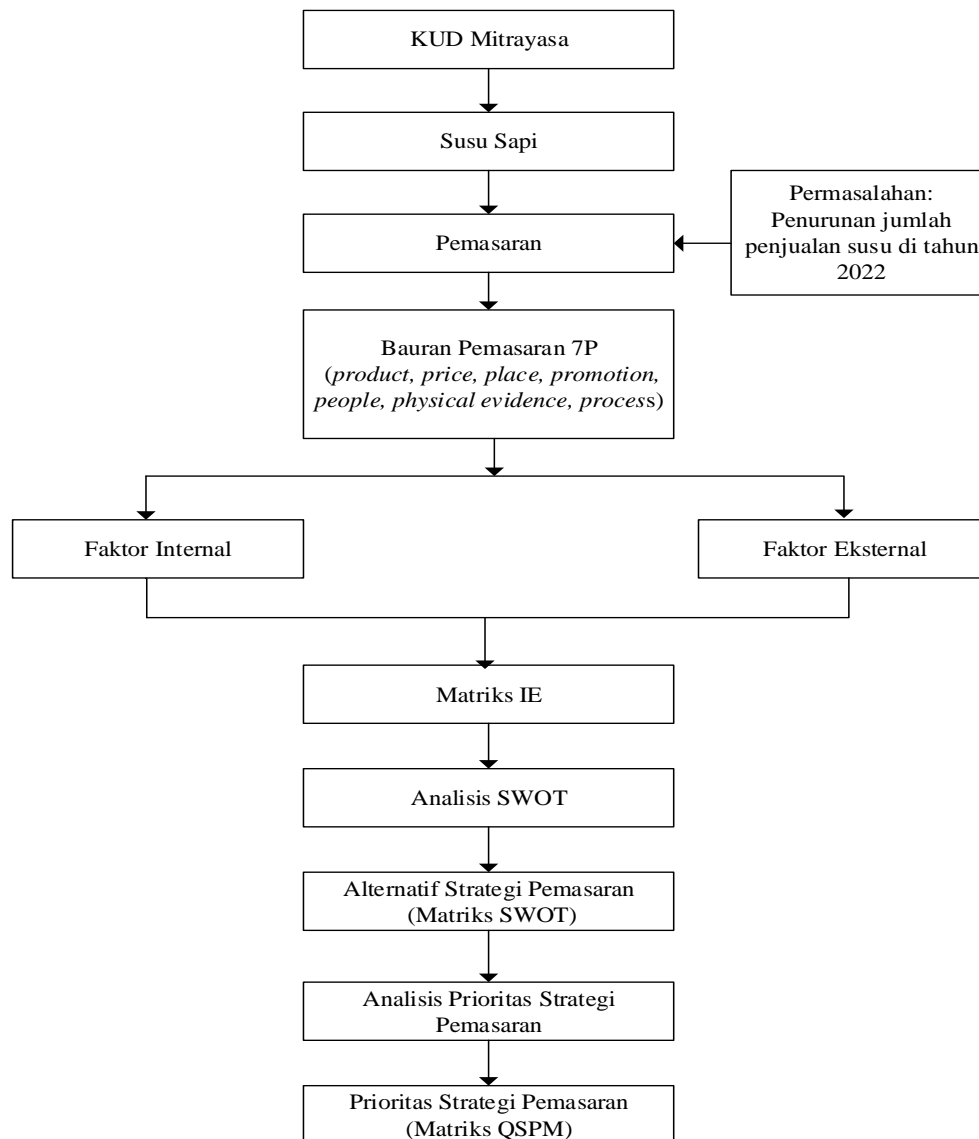 KUD Mitrayasa
Susu Sapi
Pemasaran
Permasalahan:
Penurunan jumlah
penjualan susu di tahun
2022
Bauran Pemasaran 7P
(product, price, place, promotion,
people, physical evidence, process)
Faktor Internal
Faktor Eksternal
Matriks IE
Analisis SWOT
Alternatif Strategi Pemasaran
(Matriks SWOT)
Analisis Prioritas Strategi
Pemasaran
Prioritas Strategi Pemasaran
(Matriks QSPM)